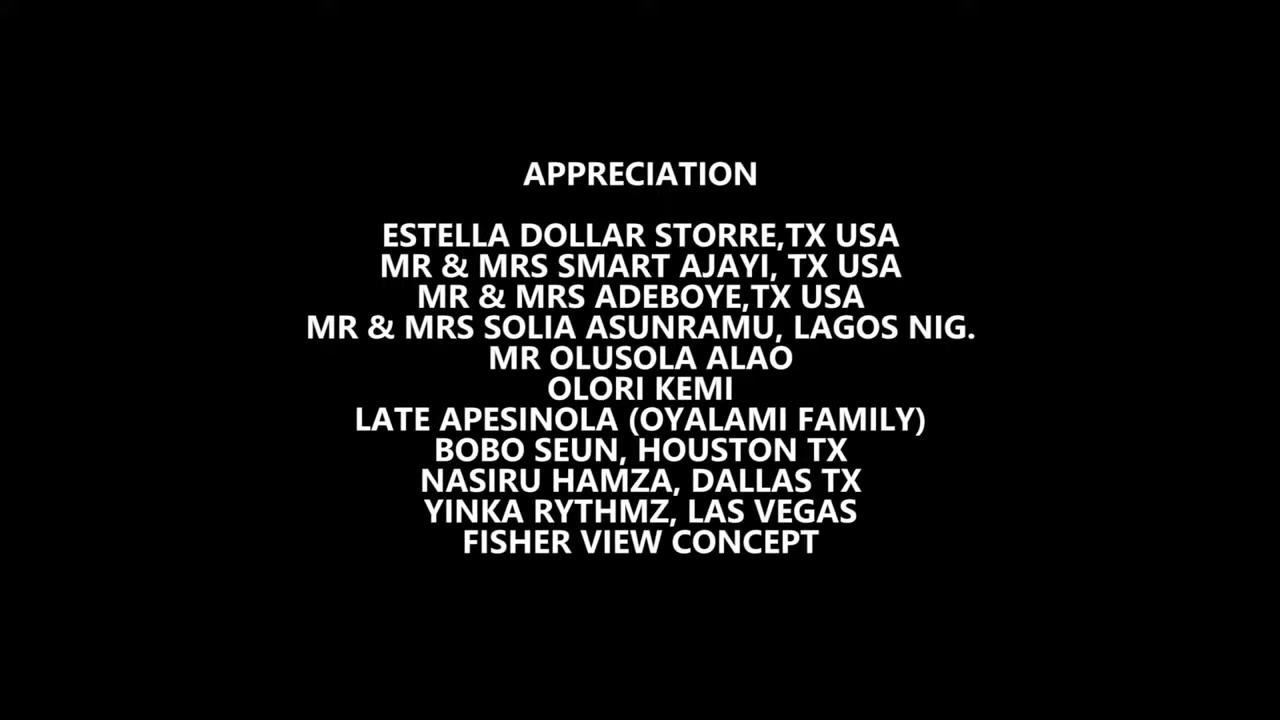 APPRECIATION
ESTELLA DOLLAR STORRE,TX USA
MR & MRS SMART AJAYI, TX USA
MR & MRS ADEBOYE,TX USA
MR & MRS SOLIA ASUNRAMU, LAGOS NIG.
MR OLUSOLA ALAO
OLORI KEMI
LATE APESINOLA (OYALAMI FAMILY)
BOBO SEUN, HOUSTON TX
NASIRU HAMZA, DALLAS TX
YINKA RYTHMZ, LAS VEGAS
FISHER VIEW CONCEPT